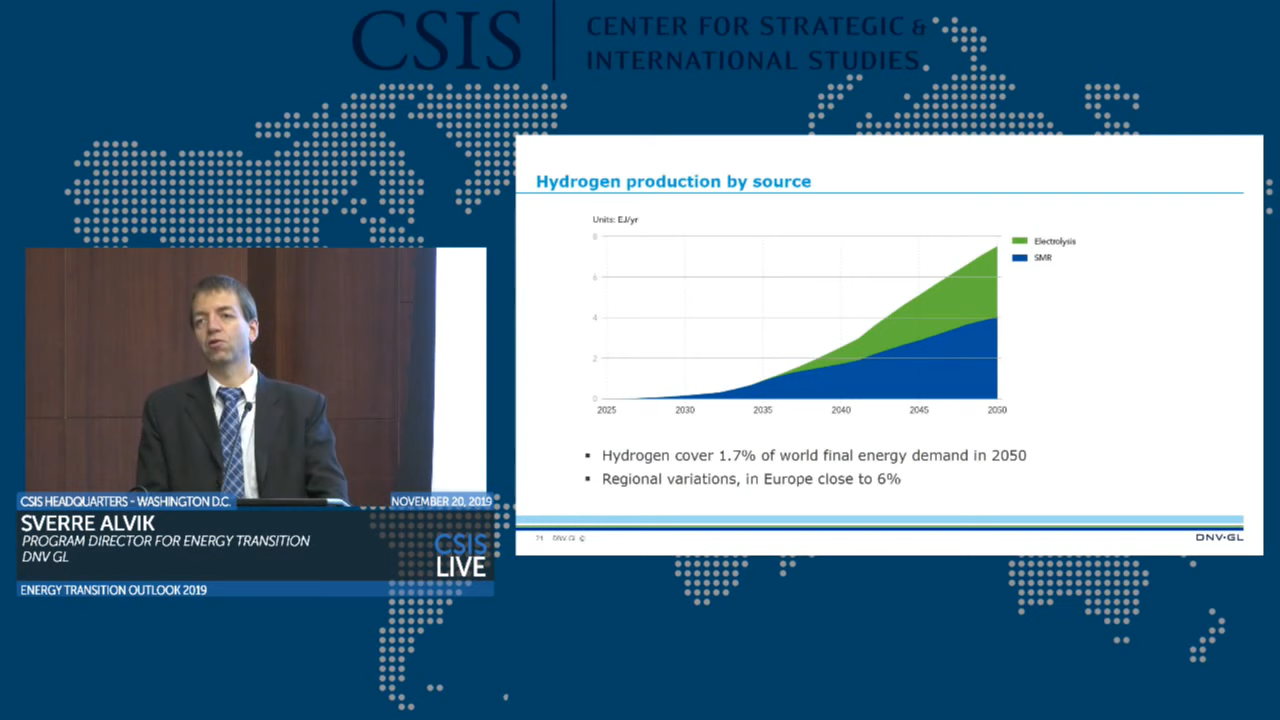 CSIS
CENTER FOR STRATEGIC &
INTERNATIONAL STUDIES
Hydrogen production by source
Units: EJ/yr
8
6
4
2
0
2025 2030 2035 2040 2045 2050
Electrolysis
SMR
▪ Hydrogen cover 1.7% of world final energy demand in 2050
▪ Regional variations, in Europe close to 6%
DNV GL ©
DNV·GL
CSIS HEADQUARTERS - WASHINGTON D.C.
NOVEMBER 20, 2019
SVERRE ALVIK
PROGRAM DIRECTOR FOR ENERGY TRANSITION
DNV GL
CSIS
LIVE
ENERGY TRANSITION OUTLOOK 2019